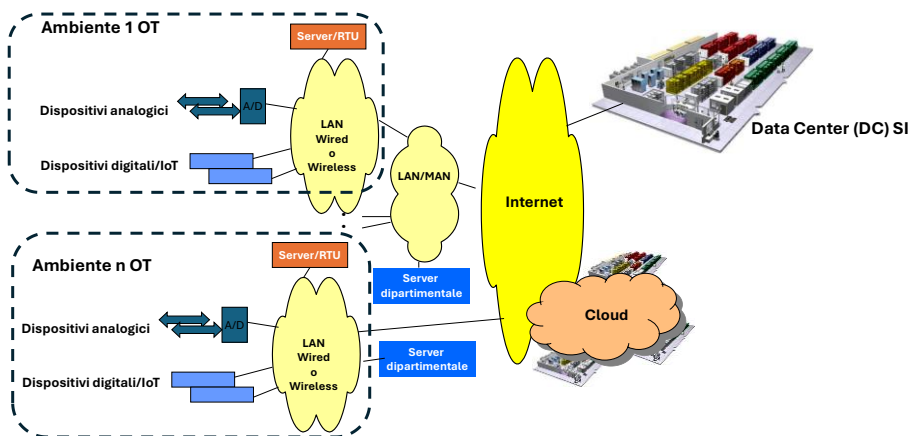 Ambiente 1 OT
Server/RTU
Dispositivi analogici
A/D
LAN
Wired
o
Wireless
Dispositivi digitali/IoT
LAN/MAN
Internet
Data Center (DC) SI
Server
dipartimentale
Ambiente n OT
Server/RTU
Dispositivi analogici
A/D
LAN
Wired
o
Wireless
Dispositivi digitali/IoT
Server
dipartimentale
Cloud